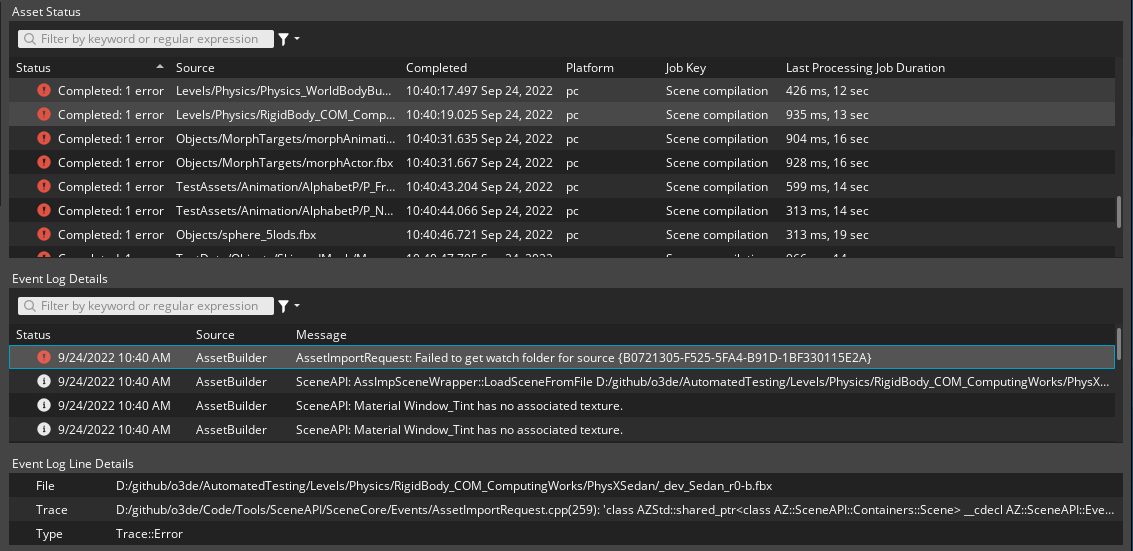 Asset Status
Filter by keyword or regular expression
Status Source Completed Platform Job Key Last Processing Job Duration
Completed: 1 error Levels/Physics/Physics_WorldBodyBu... 10:40:17.497 Sep 24, 2022 pc Scene compilation 426 ms, 12 sec
Completed: 1 error Levels/Physics/RigidBody_COM_Comp... 10:40:19.025 Sep 24, 2022 pc Scene compilation 935 ms, 13 sec
Completed: 1 error Objects/MorphTargets/morphAnimati... 10:40:31.635 Sep 24, 2022 pc Scene compilation 904 ms, 16 sec
Completed: 1 error Objects/MorphTargets/morphActor.fbx 10:40:31.667 Sep 24, 2022 pc Scene compilation 928 ms, 16 sec
Completed: 1 error TestAssets/Animation/AlphabetP/P_Fr... 10:40:43.204 Sep 24, 2022 pc Scene compilation 599 ms, 14 sec
Completed: 1 error TestAssets/Animation/AlphabetP/P_N... 10:40:44.066 Sep 24, 2022 pc Scene compilation 313 ms, 14 sec
Completed: 1 error Objects/sphere_5lods.fbx 10:40:46.721 Sep 24, 2022 pc Scene compilation 313 ms, 19 sec
Event Log Details
Filter by keyword or regular expression
Status Source Message
9/24/2022 10:40 AM AssetBuilder AssetImportRequest: Failed to get watch folder for source {B0721305-F525-5FA4-B91D-1BF330115E2A}
9/24/2022 10:40 AM AssetBuilder SceneAPI: AssImpSceneWrapper::LoadSceneFromFile D:/github/o3de/AutomatedTesting/Levels/Physics/RigidBody_COM_ComputingWorks/PhysX...
9/24/2022 10:40 AM AssetBuilder SceneAPI: Material Window_Tint has no associated texture.
9/24/2022 10:40 AM AssetBuilder SceneAPI: Material Window_Tint has no associated texture.
Event Log Line Details
File D:/github/o3de/AutomatedTesting/Levels/Physics/RigidBody_COM_ComputingWorks/PhysXSedan/_dev_Sedan_r0-b.fbx
Trace D:/github/o3de/Code/Tools/SceneAPI/SceneCore/Events/AssetImportRequest.cpp(259): 'class AZStd::shared_ptr<class AZ::SceneAPI::Containers::Scene> __cdecl AZ::SceneAPI::Eve...
Type Trace::Error